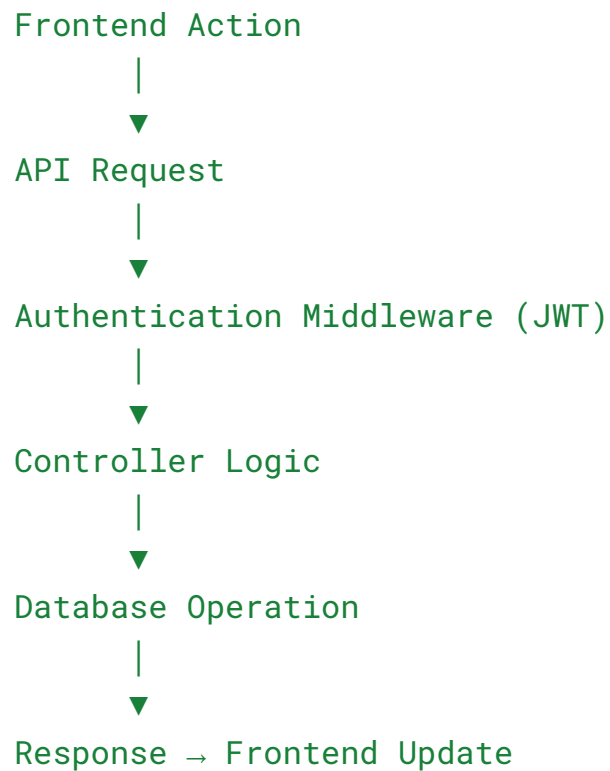 Frontend Action
|
▼
API Request
|
▼
Authentication Middleware (JWT)
|
▼
Controller Logic
|
▼
Database Operation
|
▼
Response → Frontend Update